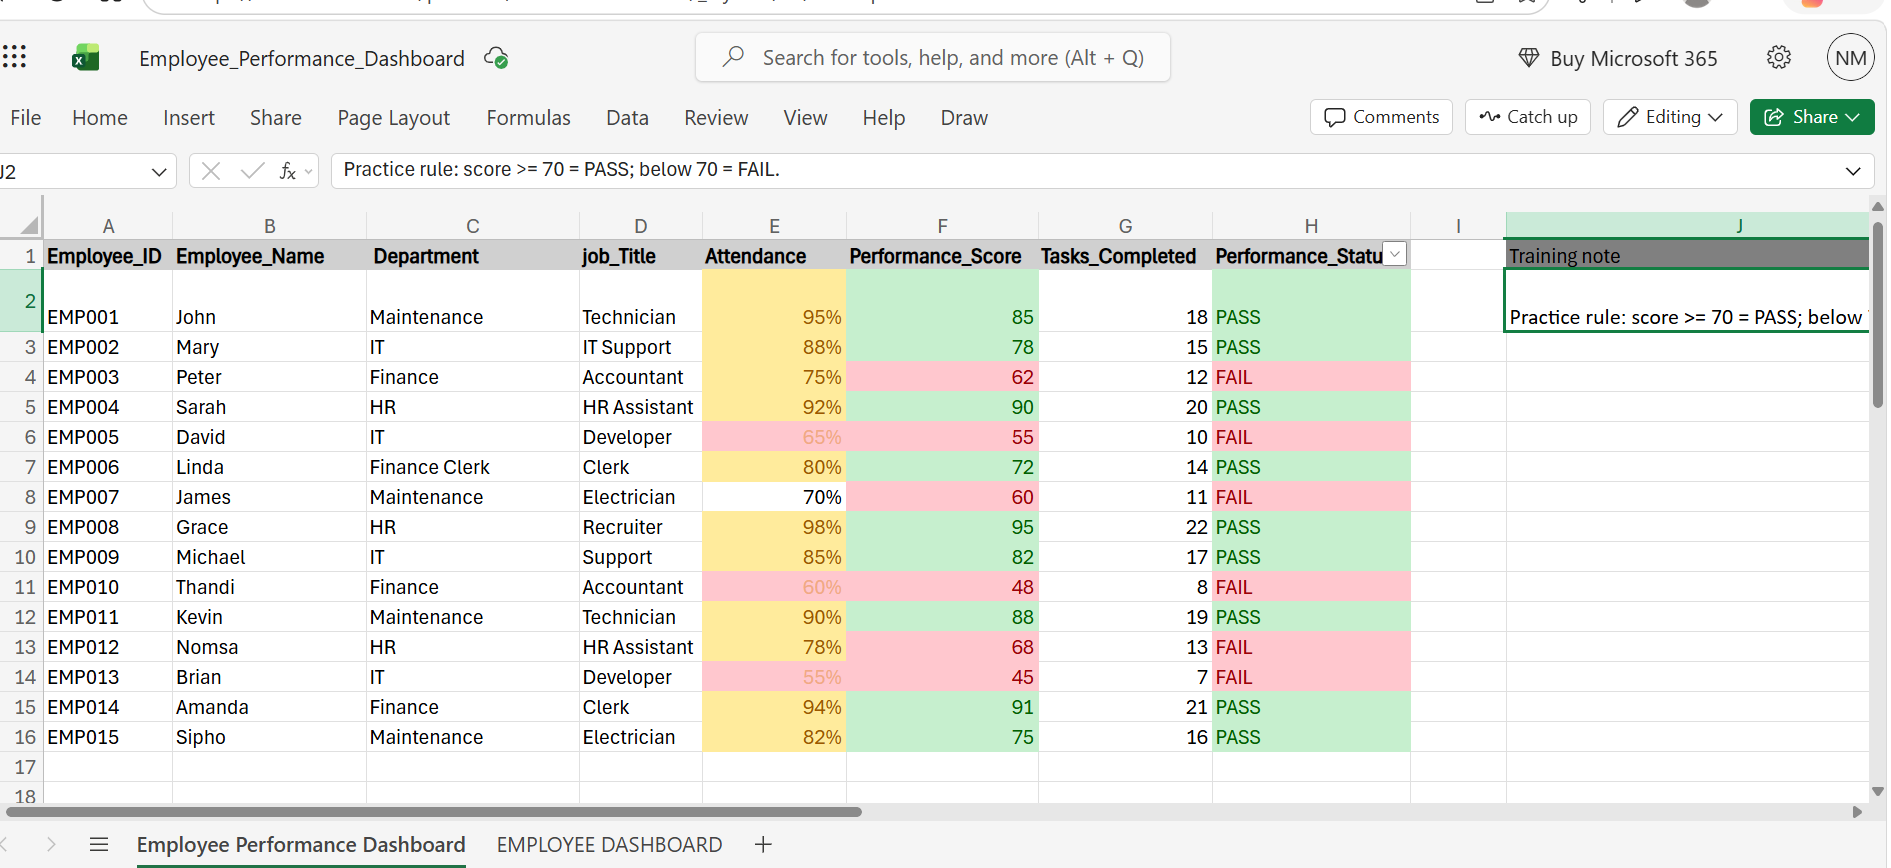 Employee_Performance_Dashboard
Search for tools, help, and more (Alt + Q)
Buy Microsoft 365
NM
File Home Insert Share Page Layout Formulas Data Review View Help Draw
Comments Catch up Editing Share
J2 fx Practice rule: score >= 70 = PASS; below 70 = FAIL.
A B C D E F G H I J
1 Employee_ID Employee_Name Department job_Title Attendance Performance_Score Tasks_Completed Performance_Statu Training note
2 EMP001 John Maintenance Technician 95% 85 18 PASS Practice rule: score >= 70 = PASS; below
3 EMP002 Mary IT IT Support 88% 78 15 PASS
4 EMP003 Peter Finance Accountant 75% 62 12 FAIL
5 EMP004 Sarah HR HR Assistant 92% 90 20 PASS
6 EMP005 David IT Developer 65% 55 10 FAIL
7 EMP006 Linda Finance Clerk Clerk 80% 72 14 PASS
8 EMP007 James Maintenance Electrician 70% 60 11 FAIL
9 EMP008 Grace HR Recruiter 98% 95 22 PASS
10 EMP009 Michael IT Support 85% 82 17 PASS
11 EMP010 Thandi Finance Accountant 60% 48 8 FAIL
12 EMP011 Kevin Maintenance Technician 90% 88 19 PASS
13 EMP012 Nomsa HR HR Assistant 78% 68 13 FAIL
14 EMP013 Brian IT Developer 55% 45 7 FAIL
15 EMP014 Amanda Finance Clerk 94% 91 21 PASS
16 EMP015 Sipho Maintenance Electrician 82% 75 16 PASS
17
18
Employee Performance Dashboard EMPLOYEE DASHBOARD